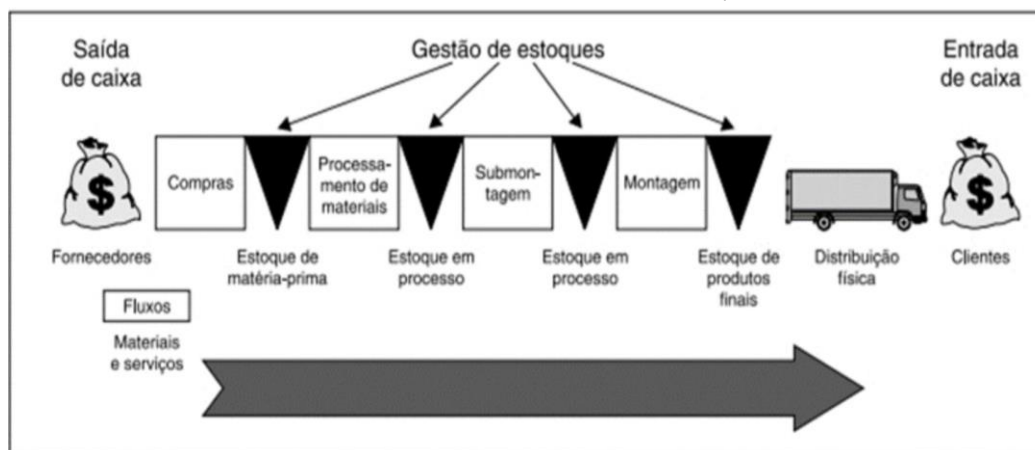 Saída
de caixa
Gestão de estoques
Entrada
de caixa
$
Compras
Processa-
mento de
materiais
Submon-
tagem
Montagem
$
Fornecedores
Estoque de
matéria-prima
Estoque em
processo
Estoque em
processo
Estoque de
produtos
finais
Distribuição
física
Clientes
Fluxos
Materiais
e serviços